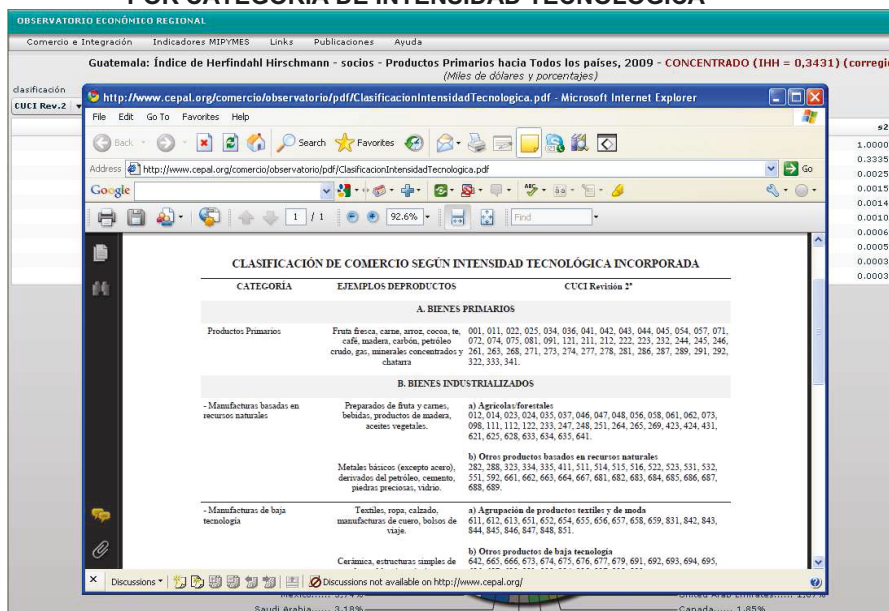 POR CATEGORÍA DE INTENSIDAD TECNOLÓGICA
OBSERVATORIO ECONÓMICO REGIONAL
Comercio e Integración Indicadores MIPYMES Links Publicaciones Ayuda
Guatemala: Índice de Herfindahl Hirschmann - socios - Productos Primarios hacia Todos los países, 2009 - CONCENTRADO (IHH = 0,3431) (corregi
(Miles de dólares y porcentajes)
clasificación
CUCI Rev.2
s2
1.0000
0.3335
0.0025
0.0015
0.0014
0.0010
0.0006
0.0005
0.0003
0.0003
http://www.cepal.org/comercio/observatorio/pdf/ClasificacionIntensidadTecnologica.pdf - Microsoft Internet Explorer
File Edit Go To Favorites Help
Back Search Favorites
Address http://www.cepal.org/comercio/observatorio/pdf/ClasificacionIntensidadTecnologica.pdf Go
Google
1 / 1 92.6% Find
CLASIFICACIÓN DE COMERCIO SEGÚN INTENSIDAD TECNOLÓGICA INCORPORADA
CATEGORÍA EJEMPLOS DEPRODUCTOS CUCI Revisión 2ª
A. BIENES PRIMARIOS
Productos Primarios Fruta fresca, carne, arroz, cocoa, te, 001, 011, 022, 025, 034, 036, 041, 042, 043, 044, 045, 054, 057, 071,
café, madera, carbón, petróleo 072, 074, 075, 081, 091, 121, 211, 212, 222, 223, 232, 244, 245, 246,
crudo, gas, minerales concentrados y 261, 263, 268, 271, 273, 274, 277, 278, 281, 286, 287, 289, 291, 292,
chatarra 322, 333, 341.
B. BIENES INDUSTRIALIZADOS
- Manufacturas basadas en Preparados de fruta y carnes, a) Agrícolas/forestales
recursos naturales bebidas, productos de madera, 012, 014, 023, 024, 035, 037, 046, 047, 048, 056, 058, 061, 062, 073,
aceites vegetales. 098, 111, 112, 122, 233, 247, 248, 251, 264, 265, 269, 423, 424, 431,
621, 625, 628, 633, 634, 635, 641.
b) Otros productos basados en recursos naturales
Metales básicos (excepto acero), 282, 288, 323, 334, 335, 411, 511, 514, 515, 516, 522, 523, 531, 532,
derivados del petróleo, cemento, 551, 592, 661, 662, 663, 664, 667, 681, 682, 683, 684, 685, 686, 687,
piedras preciosas, vidrio. 688, 689.
- Manufacturas de baja Textiles, ropa, calzado, a) Agrupación de productos textiles y de moda
tecnología manufacturas de cuero, bolsos de 611, 612, 613, 651, 652, 654, 655, 656, 657, 658, 659, 831, 842, 843,
viaje. 844, 845, 846, 847, 848, 851.
b) Otros productos de baja tecnología
Cerámica, estructuras simples de 642, 665, 666, 673, 674, 675, 676, 677, 679, 691, 692, 693, 694, 695,
Discussions Discussions not available on http://www.cepal.org/
Saudi Arabia...... 3.18% Canada...... 1.85%